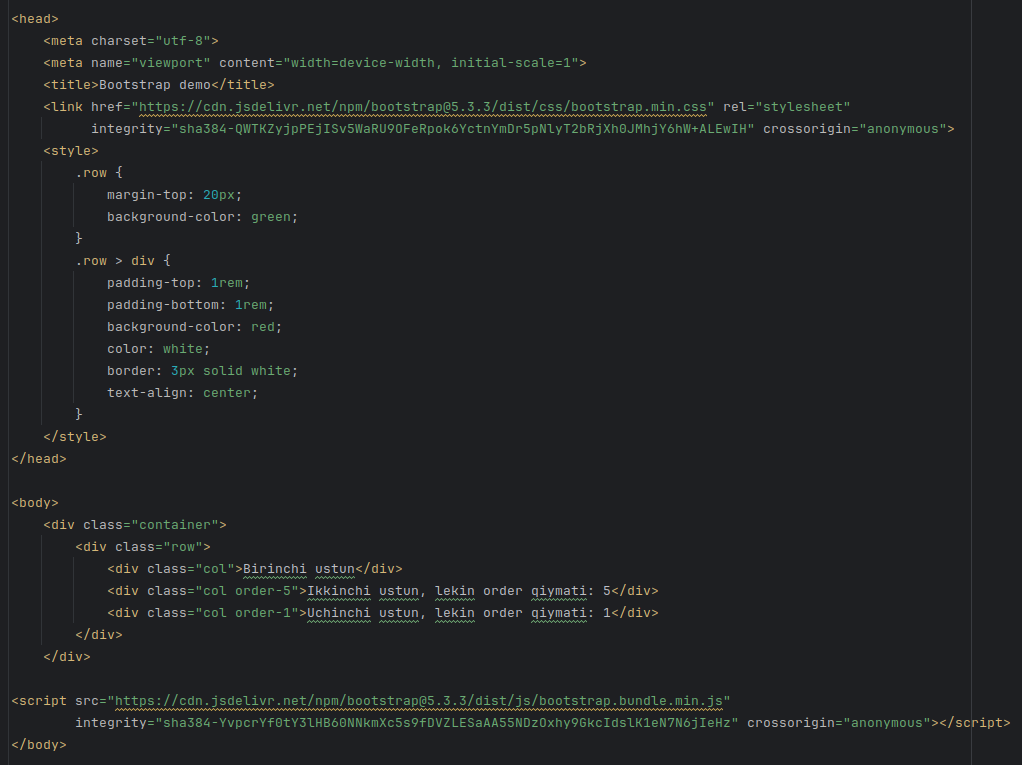 <head>
    <meta charset="utf-8">
    <meta name="viewport" content="width=device-width, initial-scale=1">
    <title>Bootstrap demo</title>
    <link href="https://cdn.jsdelivr.net/npm/bootstrap@5.3.3/dist/css/bootstrap.min.css" rel="stylesheet"
          integrity="sha384-QWTKZyjpPEjISv5WaRU9OFeRpok6YctnYmDr5pNlyT2bRjXh0JMhjY6hW+ALEwIH" crossorigin="anonymous">
    <style>
        .row {
            margin-top: 20px;
            background-color: green;
        }
        .row > div {
            padding-top: 1rem;
            padding-bottom: 1rem;
            background-color: red;
            color: white;
            border: 3px solid white;
            text-align: center;
        }
    </style>
</head>

<body>
    <div class="container">
        <div class="row">
            <div class="col">Birinchi ustun</div>
            <div class="col order-5">Ikkinchi ustun, lekin order qiymati: 5</div>
            <div class="col order-1">Uchinchi ustun, lekin order qiymati: 1</div>
        </div>
    </div>

<script src="https://cdn.jsdelivr.net/npm/bootstrap@5.3.3/dist/js/bootstrap.bundle.min.js"
        integrity="sha384-YvpcrYf0tY3lHB60NNkmXc5s9fDVZLESaAA55NDzOxhy9GkcIdslK1eN7N6jIeHz" crossorigin="anonymous"></script>
</body>